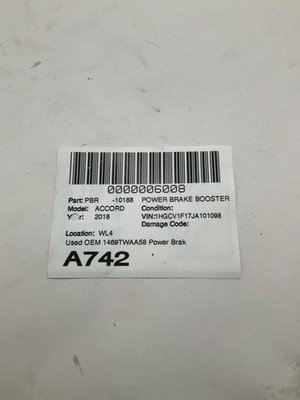 0000006008
Part: PBR -10188 POWER BRAKE BOOSTER
Model: ACCORD Condition:
Year: 2018 VIN:1HGCV1F17JA101098
Damage Code:
Location: WL4
Used OEM 1469TWAA58 Power Brak
A742